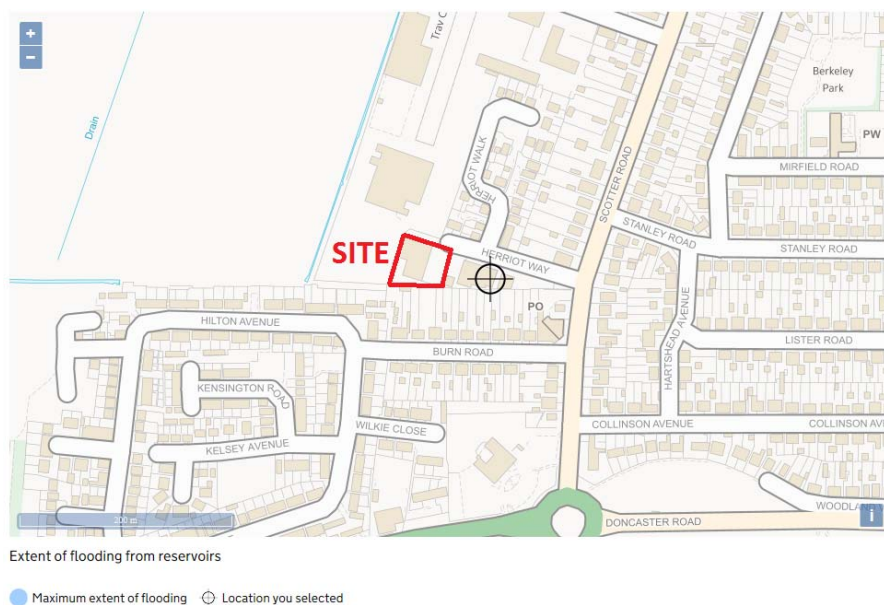 +
−
Drain
Trav C
HERRIOT WALK
SCOTTER ROAD
Berkeley
Park
PW
MIRFIELD ROAD
STANLEY ROAD
STANLEY ROAD
SITE
HERRIOT WAY
PO
HILTON AVENUE
BURN ROAD
HARTSHEAD AVENUE
LISTER ROAD
KENSINGTON ROAD
WILKIE CLOSE
KELSEY AVENUE
COLLINSON AVENUE
COLLINSON AVE
200 m
DONCASTER ROAD
WOODLAN
i
Extent of flooding from reservoirs
Maximum extent of flooding Location you selected